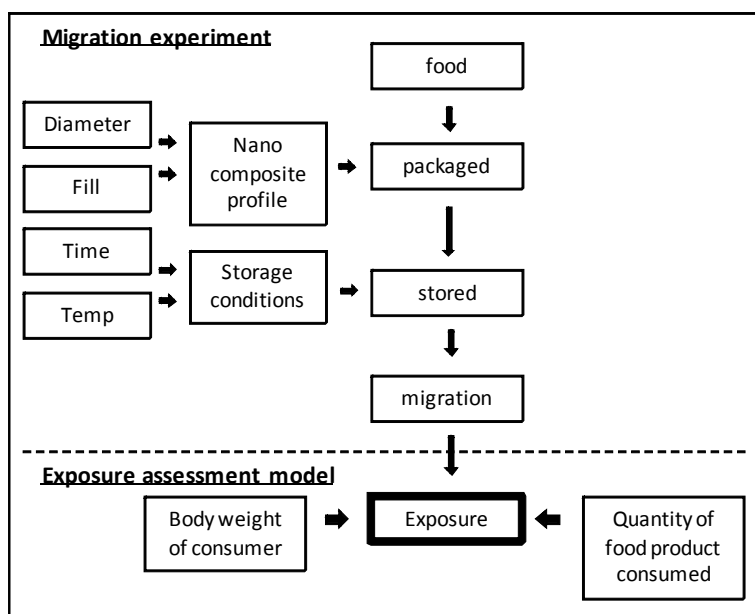 Migration experiment
food
Diameter
Fill
Nano
composite
profile
packaged
Time
Temp
Storage
conditions
stored
migration
Exposure assessment model
Body weight
of consumer
Exposure
Quantity of
food product
consumed